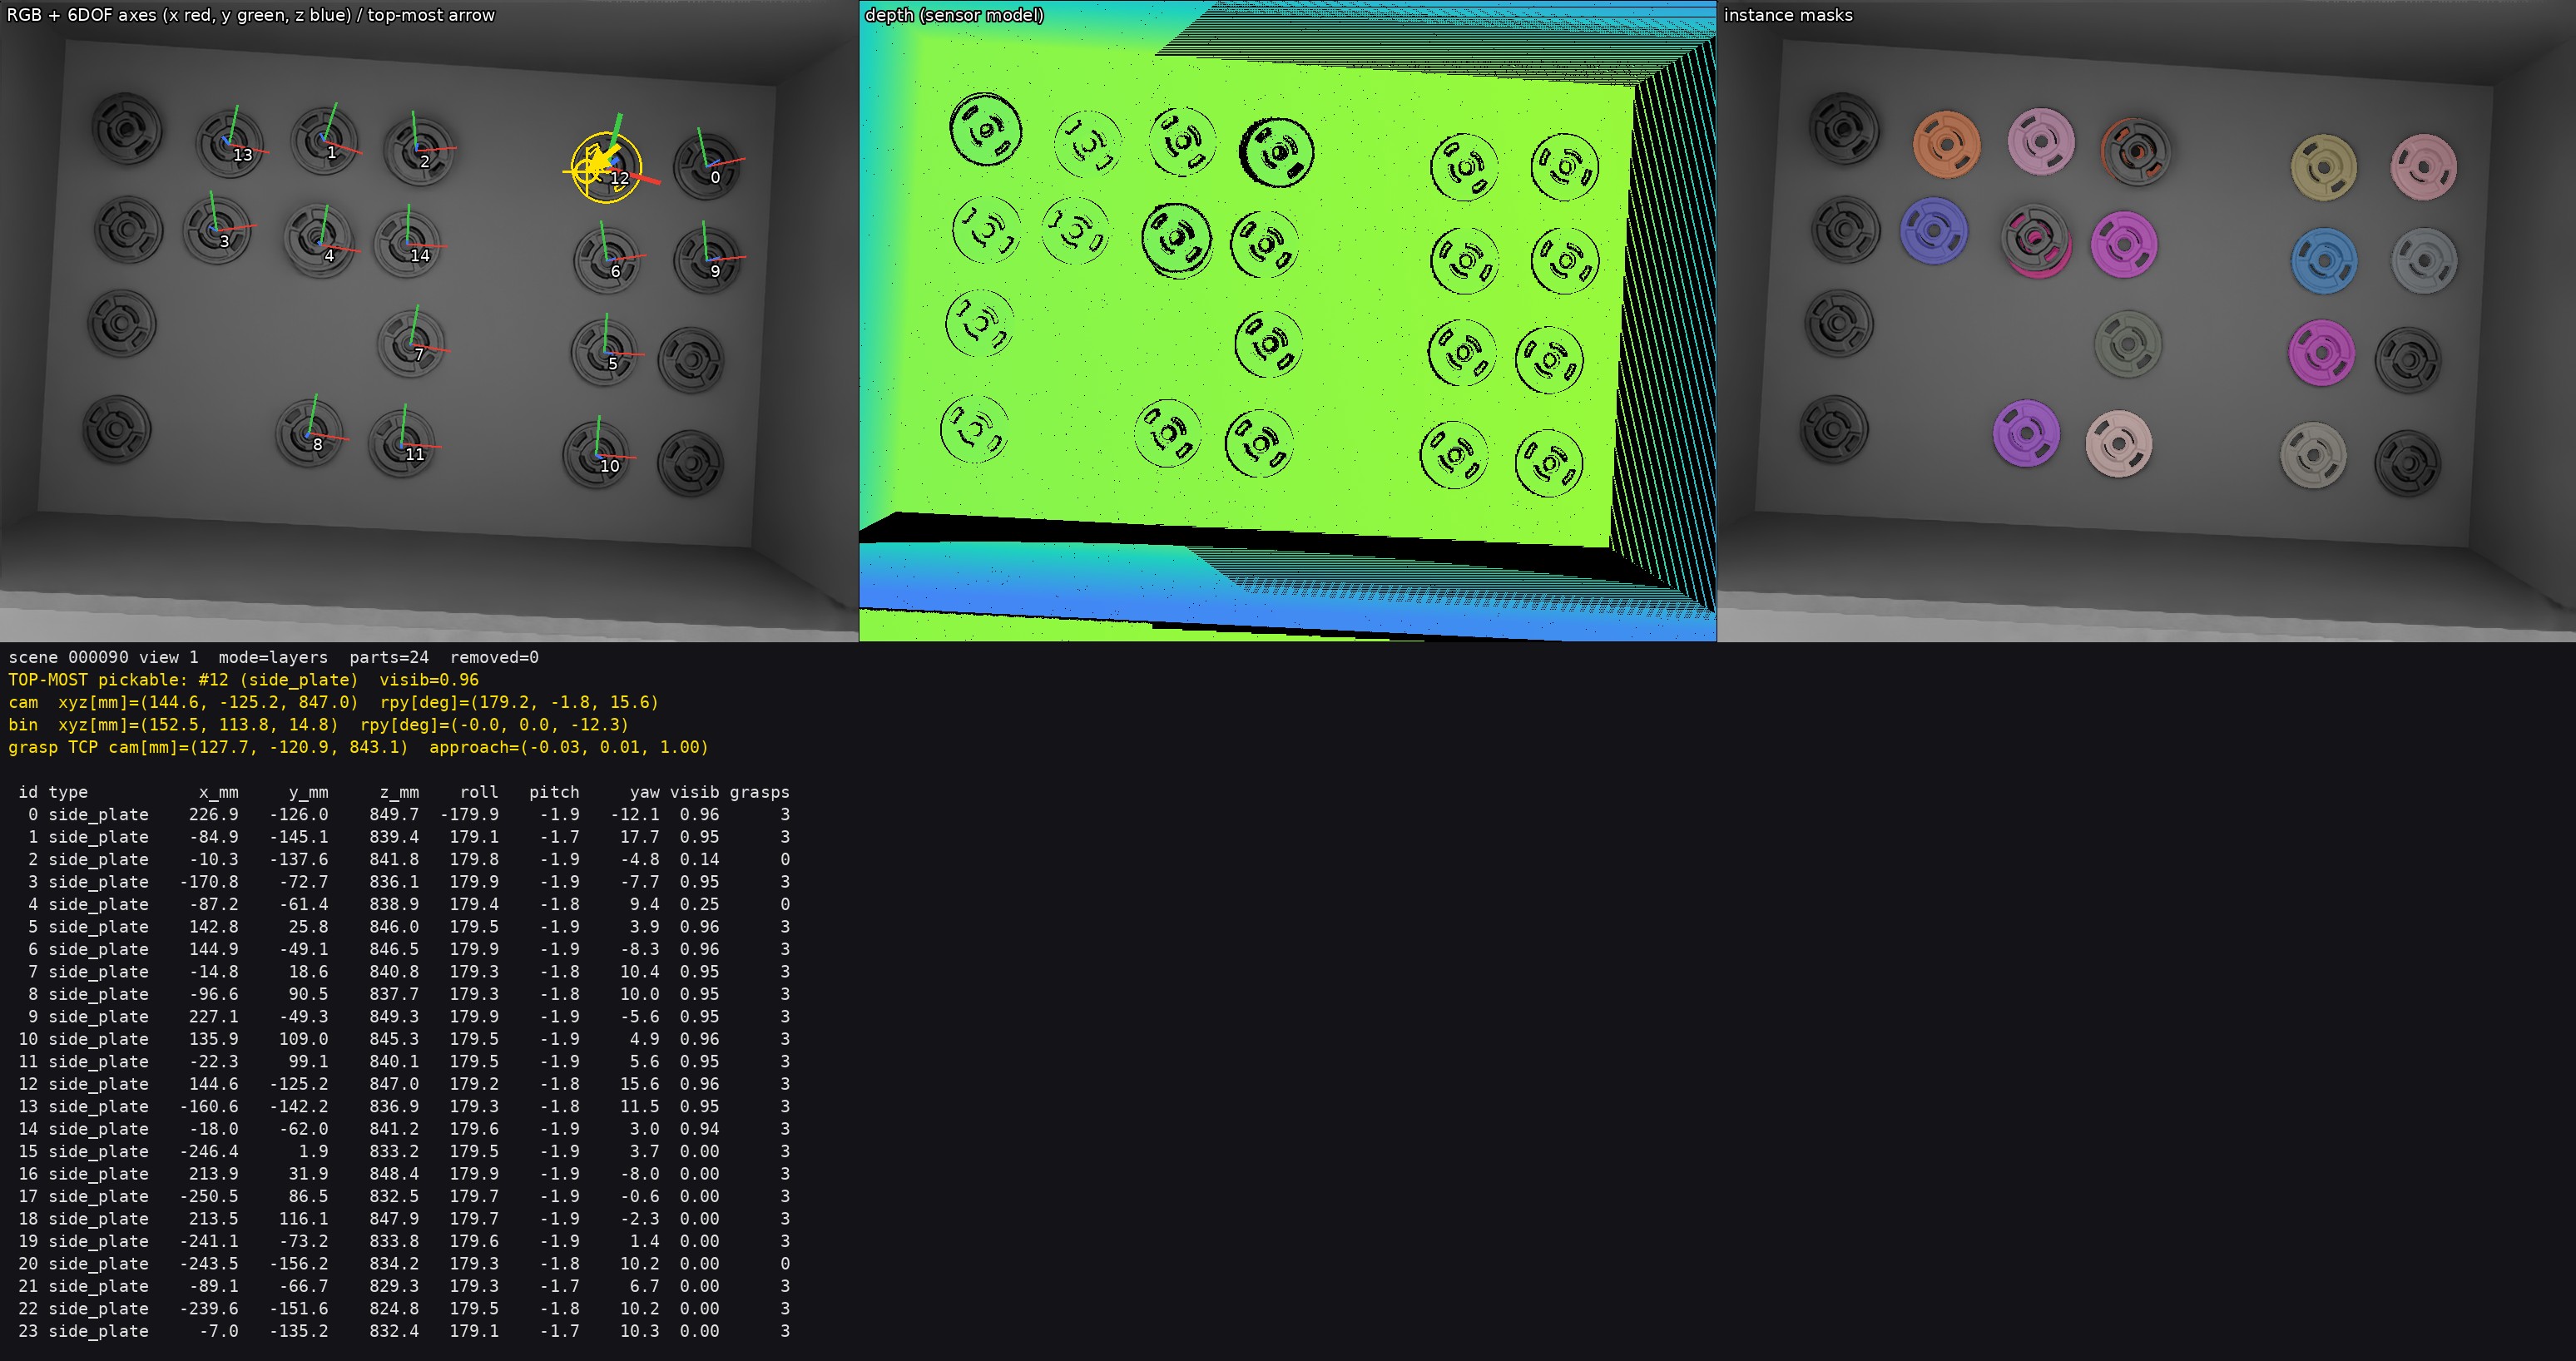 RGB + 6DOF axes (x red, y green, z blue) / top-most arrow
depth (sensor model)
instance masks
13
1
2
12
0
3
4
14
6
9
7
5
8
11
10
scene 000090 view 1  mode=layers  parts=24  removed=0
TOP-MOST pickable: #12 (side_plate)  visib=0.96
cam  xyz[mm]=(144.6, -125.2, 847.0)  rpy[deg]=(179.2, -1.8, 15.6)
bin  xyz[mm]=(152.5, 113.8, 14.8)  rpy[deg]=(-0.0, 0.0, -12.3)
grasp TCP cam[mm]=(127.7, -120.9, 843.1)  approach=(-0.03, 0.01, 1.00)
id type x_mm y_mm z_mm roll pitch yaw visib grasps
0 side_plate 226.9 -126.0 849.7 -179.9 -1.9 -12.1 0.96 3
1 side_plate -84.9 -145.1 839.4 179.1 -1.7 17.7 0.95 3
2 side_plate -10.3 -137.6 841.8 179.8 -1.9 -4.8 0.14 0
3 side_plate -170.8 -72.7 836.1 179.9 -1.9 -7.7 0.95 3
4 side_plate -87.2 -61.4 838.9 179.4 -1.8 9.4 0.25 0
5 side_plate 142.8 25.8 846.0 179.5 -1.9 3.9 0.96 3
6 side_plate 144.9 -49.1 846.5 179.9 -1.9 -8.3 0.96 3
7 side_plate -14.8 18.6 840.8 179.3 -1.8 10.4 0.95 3
8 side_plate -96.6 90.5 837.7 179.3 -1.8 10.0 0.95 3
9 side_plate 227.1 -49.3 849.3 179.9 -1.9 -5.6 0.96 3
10 side_plate 135.9 109.0 845.3 179.5 -1.9 4.9 0.96 3
11 side_plate -22.3 99.1 840.1 179.5 -1.9 5.6 0.95 3
12 side_plate 144.6 -125.2 847.0 179.2 -1.8 15.6 0.96 3
13 side_plate -160.6 -142.2 836.9 179.3 -1.8 11.5 0.95 3
14 side_plate -18.0 -62.0 841.2 179.6 -1.9 3.0 0.94 3
15 side_plate -246.4 1.9 833.2 179.5 -1.9 3.7 0.00 3
16 side_plate 213.9 31.9 848.4 179.9 -1.9 -8.0 0.00 3
17 side_plate -250.5 86.5 832.5 179.7 -1.9 -0.6 0.00 3
18 side_plate 213.5 116.1 847.9 179.7 -1.9 -2.3 0.00 3
19 side_plate -241.1 -73.2 833.8 179.6 -1.9 1.4 0.00 3
20 side_plate -243.5 -156.2 834.2 179.3 -1.8 10.2 0.00 0
21 side_plate -89.1 -66.7 829.3 179.3 -1.7 6.7 0.00 3
22 side_plate -239.6 -151.6 824.8 179.5 -1.8 10.2 0.00 3
23 side_plate -7.0 -135.2 832.4 179.1 -1.7 10.3 0.00 3